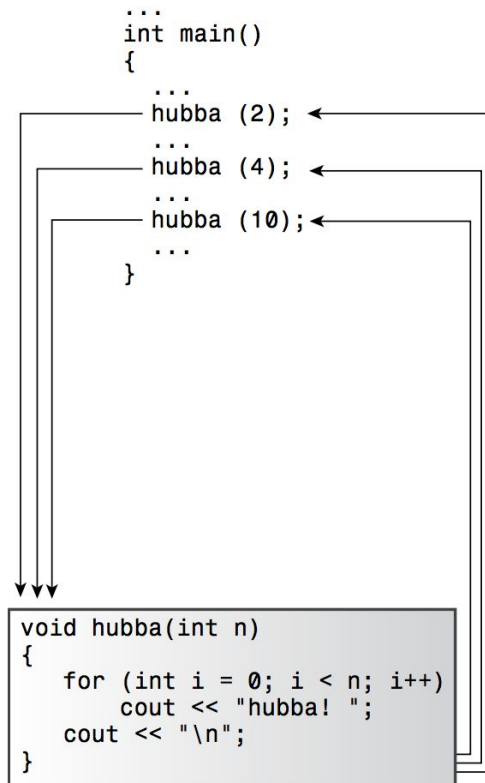 ...
int main()
{
...
hubba (2);
...
hubba (4);
...
hubba (10);
...
}
void hubba(int n)
{
for (int i = 0; i < n; i++)
cout << "hubba! ";
cout << "\n";
}